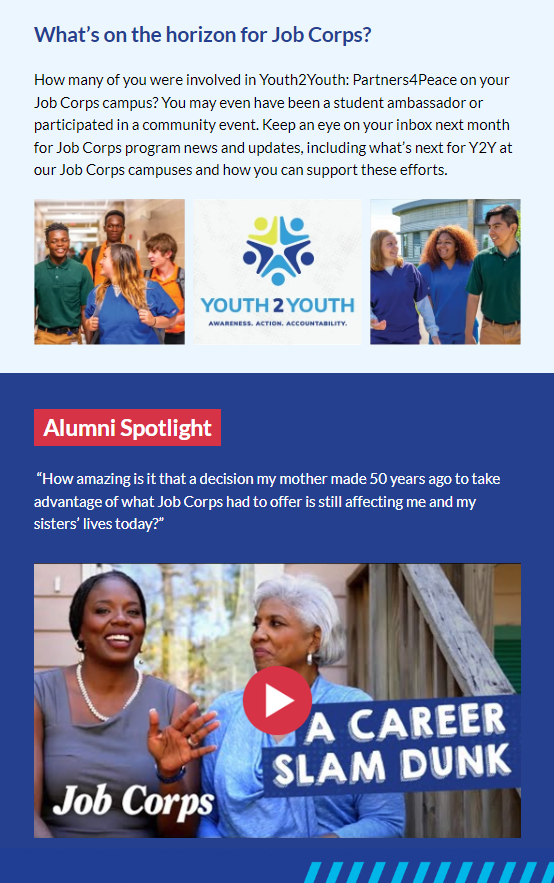 What's on the horizon for Job Corps?
How many of you were involved in Youth2Youth: Partners4Peace on your
Job Corps campus? You may even have been a student ambassador or
participated in a community event. Keep an eye on your inbox next month
for Job Corps program news and updates, including what's next for Y2Y at
our Job Corps campuses and how you can support these efforts.
YOUTH 2 YOUTH
AWARENESS. ACTION. ACCOUNTABILITY.
Alumni Spotlight
“How amazing is it that a decision my mother made 50 years ago to take
advantage of what Job Corps had to offer is still affecting me and my
sisters’ lives today?”
A CAREER
SLAM DUNK
Job Corps